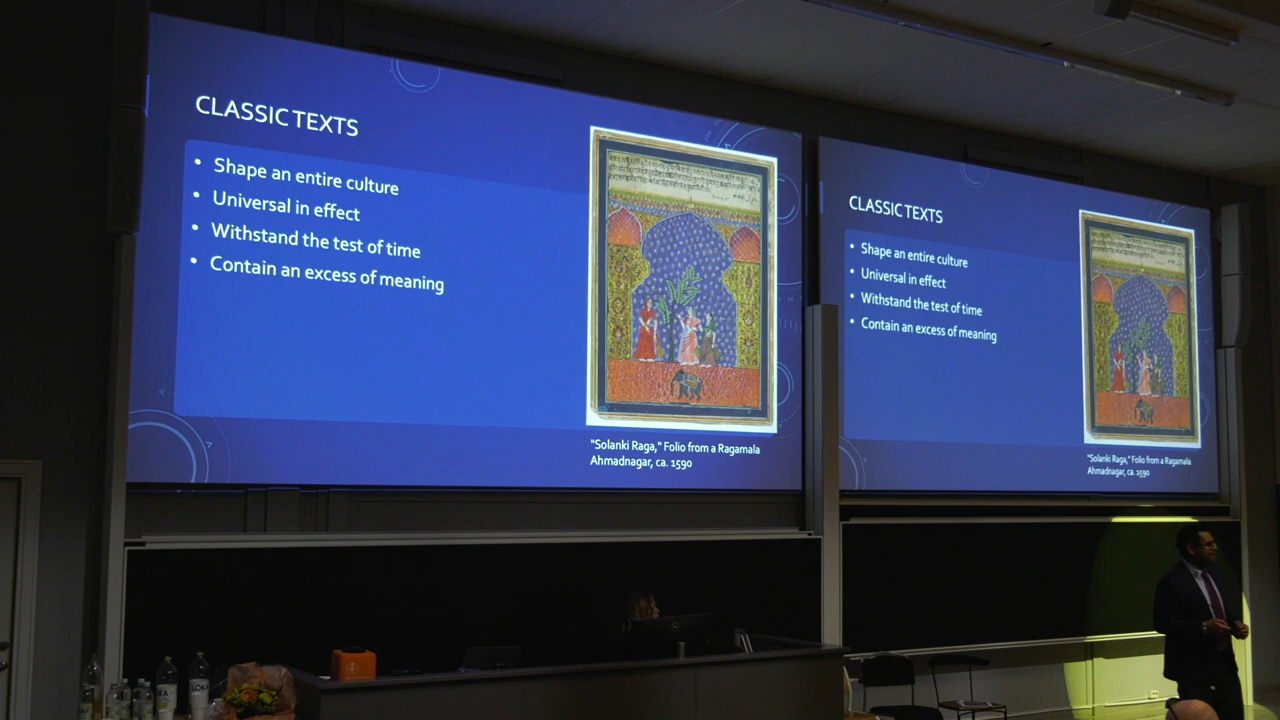 CLASSIC TEXTS
• Shape an entire culture
• Universal in effect
• Withstand the test of time
• Contain an excess of meaning
"Solanki Raga," Folio from a Ragamala
Ahmadnagar, ca. 1590
CLASSIC TEXTS
• Shape an entire culture
• Universal in effect
• Withstand the test of time
• Contain an excess of meaning
"Solanki Raga," Folio from a Ragamala
Ahmadnagar, ca. 1590
LOKA